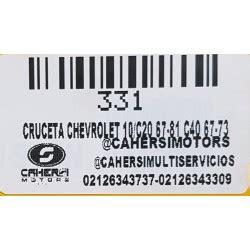 331
CRUCETA CHEVROLET 10/C20 67-81 C40 67-73
@CAHERSIMOTORS
@CAHERSIMULTISERVICIOS
CAHERSI
MOTORS
02126343737-02126343309